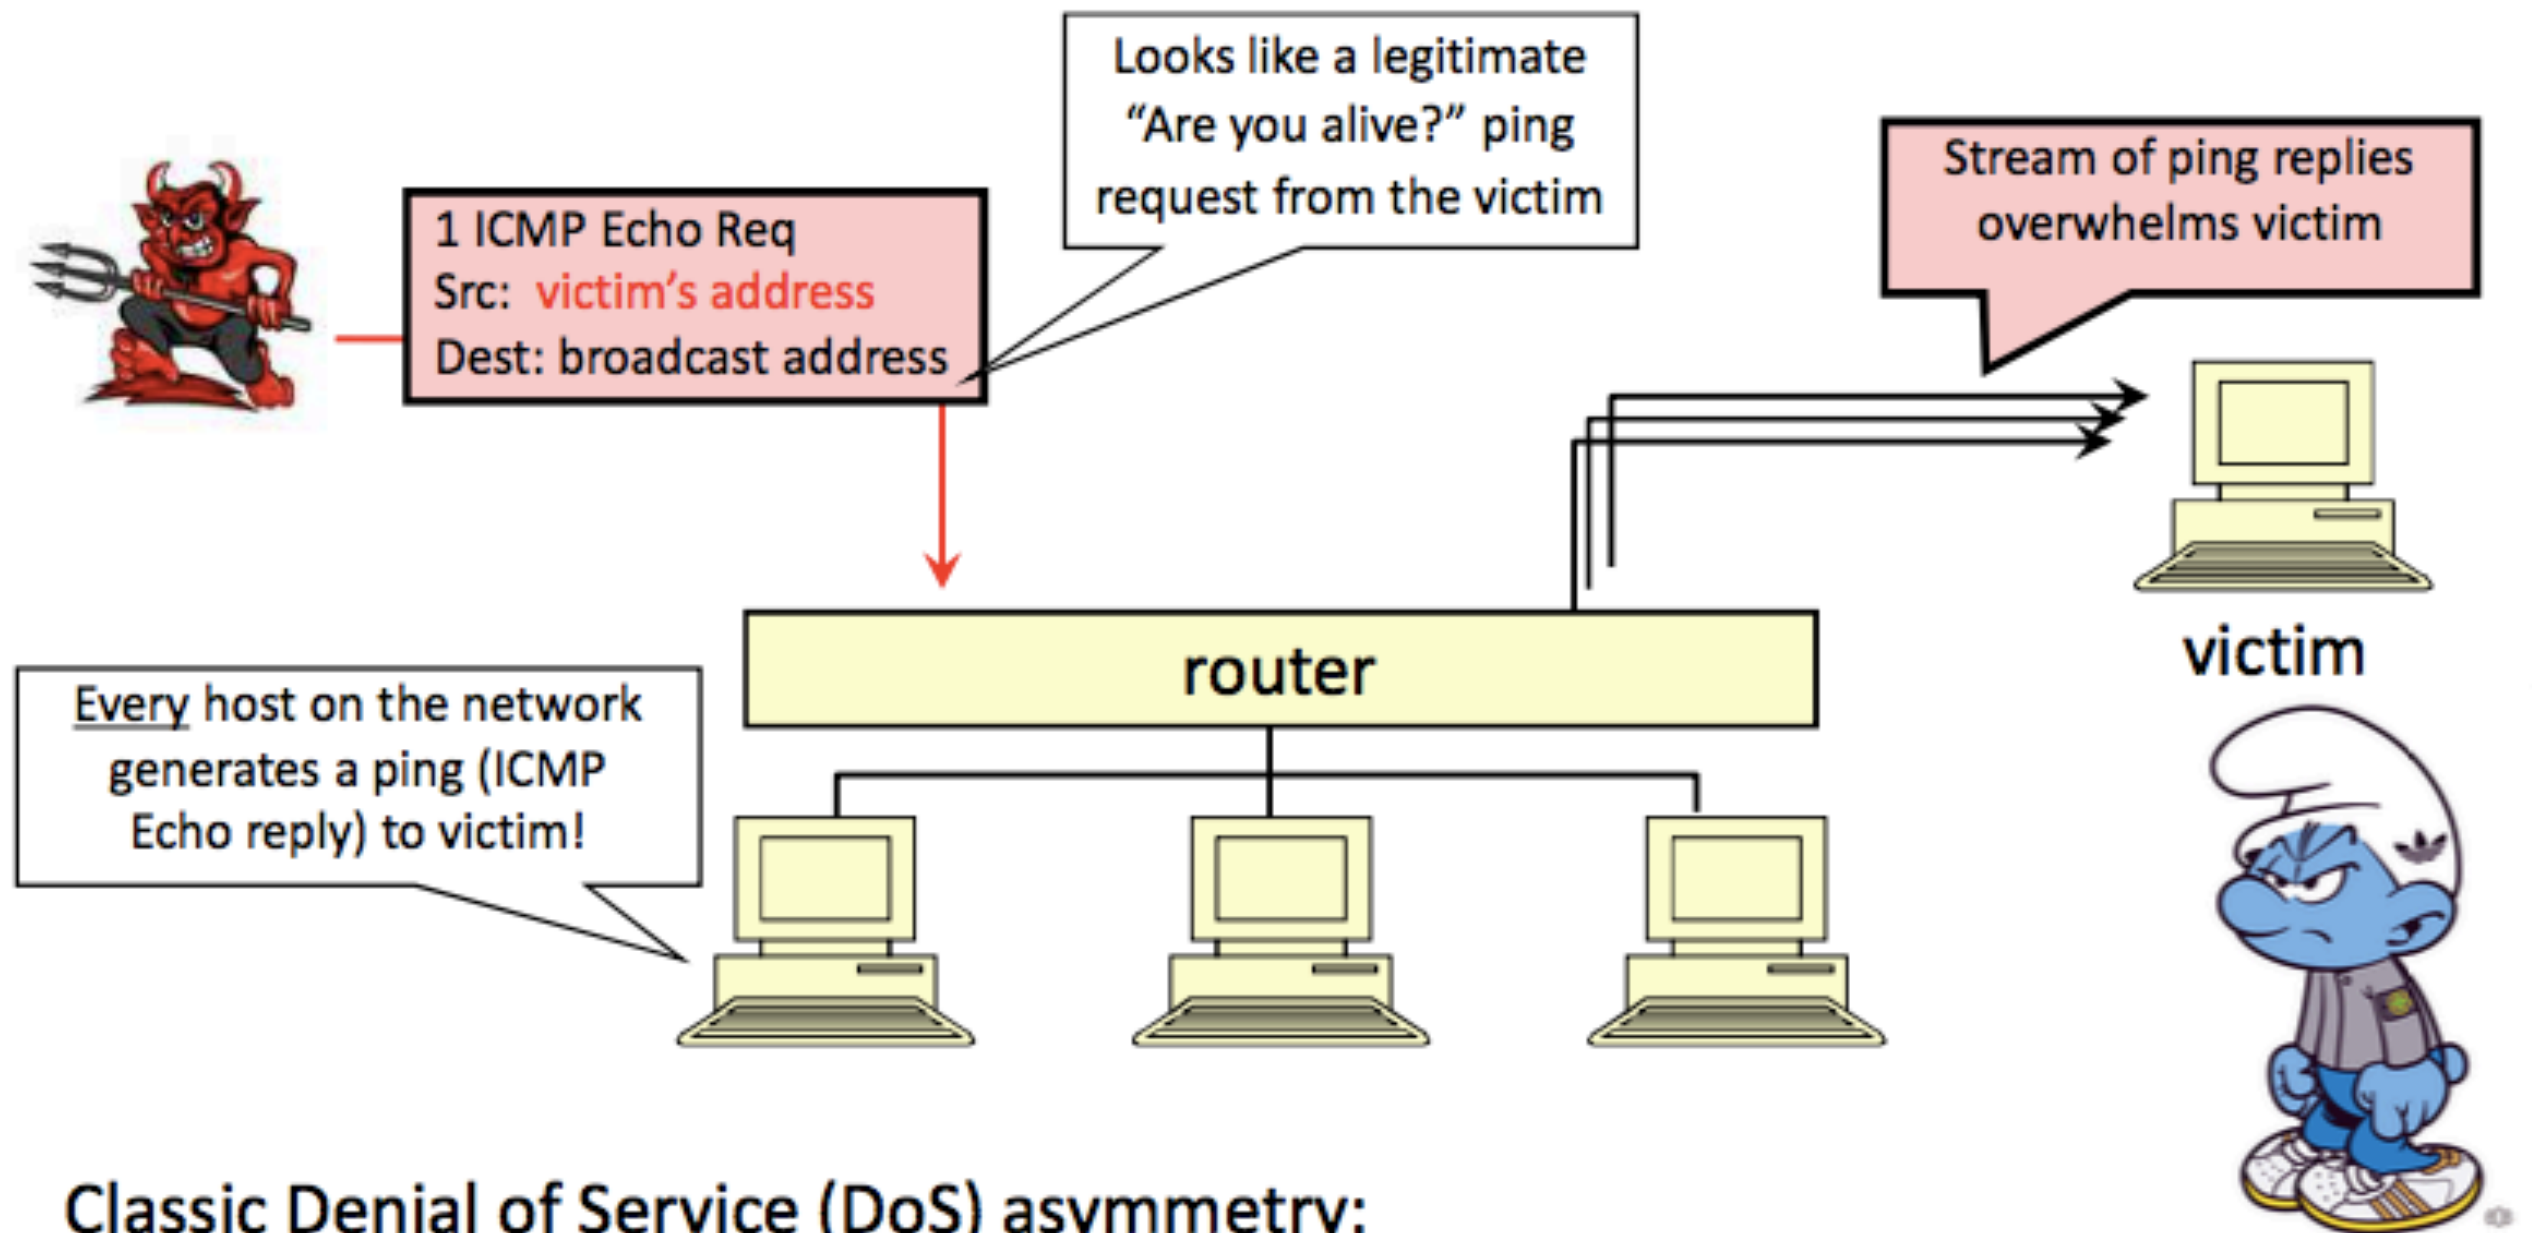 Looks like a legitimate
“Are you alive?” ping
request from the victim
Stream of ping replies
overwhelms victim
1 ICMP Echo Req
Src: victim’s address
Dest: broadcast address
router
victim
Every host on the network
generates a ping (ICMP
Echo reply) to victim!
Classic Denial of Service (DoS) asymmetry: